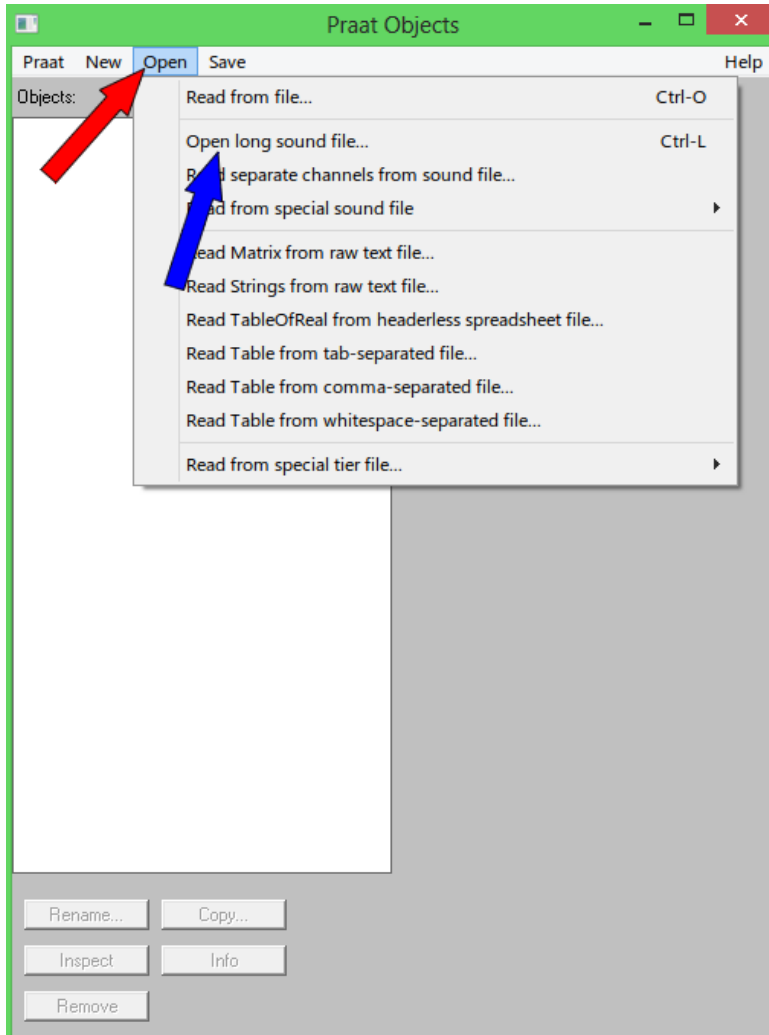 Praat Objects
Praat New Open Save Help
Objects:
Read from file... Ctrl-O
Open long sound file... Ctrl-L
separate channels from sound file...
from special sound file
Matrix from raw text file...
Read Strings from raw text file...
Read TableOfReal from headerless spreadsheet file...
Read Table from tab-separated file...
Read Table from comma-separated file...
Read Table from whitespace-separated file...
Read from special tier file...
Rename... Copy...
Inspect Info
Remove